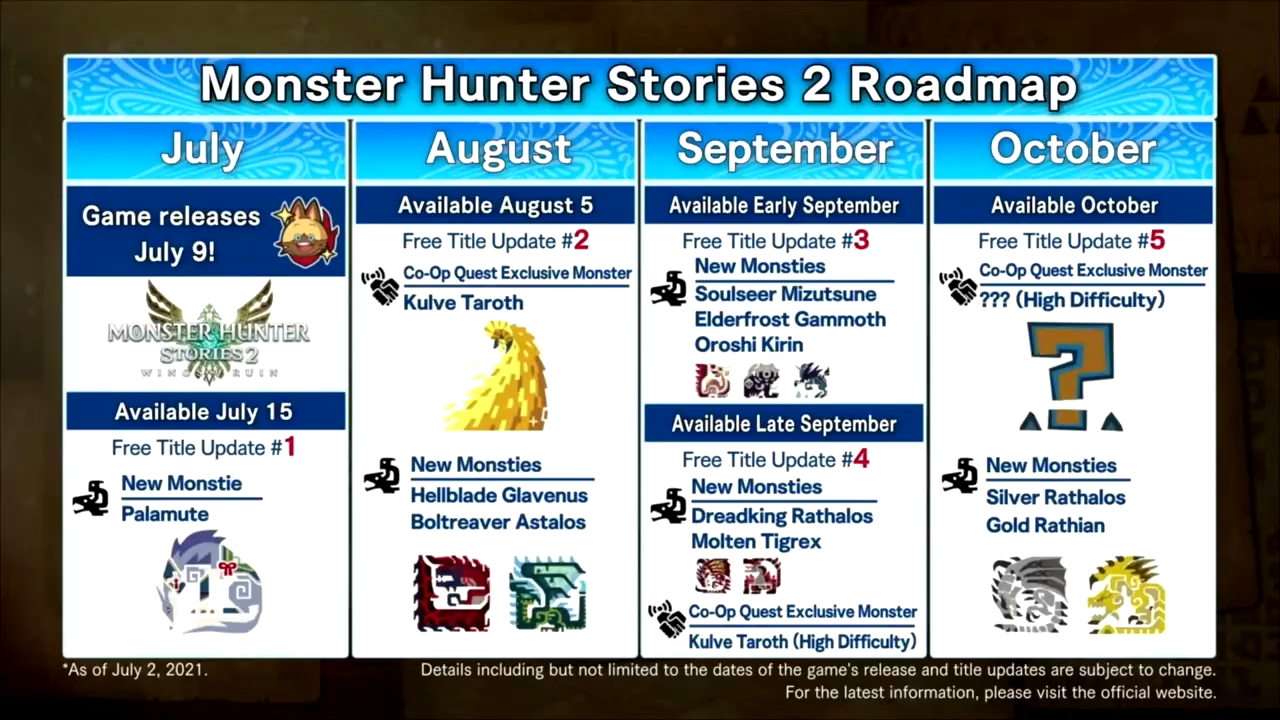 Monster Hunter Stories 2 Roadmap
July
Game releases
July 9!
MONSTER HUNTER
STORIES 2
WINGS OF RUIN
Available July 15
Free Title Update #1
New Monstie
Palamute
August
Available August 5
Free Title Update #2
Co-Op Quest Exclusive Monster
Kulve Taroth
New Monsties
Hellblade Glavenus
Boltreaver Astalos
September
Available Early September
Free Title Update #3
New Monsties
Soulseer Mizutsune
Elderfrost Gammoth
Oroshi Kirin
Available Late September
Free Title Update #4
New Monsties
Dreadking Rathalos
Molten Tigrex
Co-Op Quest Exclusive Monster
Kulve Taroth (High Difficulty)
October
Available October
Free Title Update #5
Co-Op Quest Exclusive Monster
??? (High Difficulty)
?
New Monsties
Silver Rathalos
Gold Rathian
*As of July 2, 2021.
Details including but not limited to the dates of the game's release and title updates are subject to change.
For the latest information, please visit the official website.